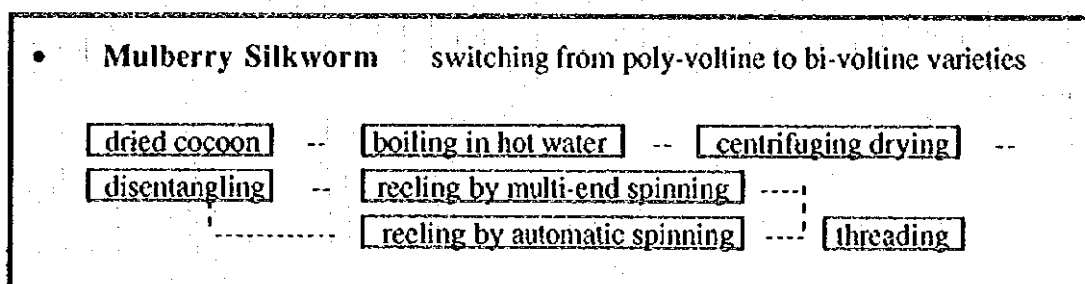 • Mulberry Silkworm switching from poly-voltine to bi-voltine varieties
dried cocoon -- boiling in hot water -- centrifuging drying --
disentangling -- reeling by multi-end spinning ----
reeling by automatic spinning ---- threading